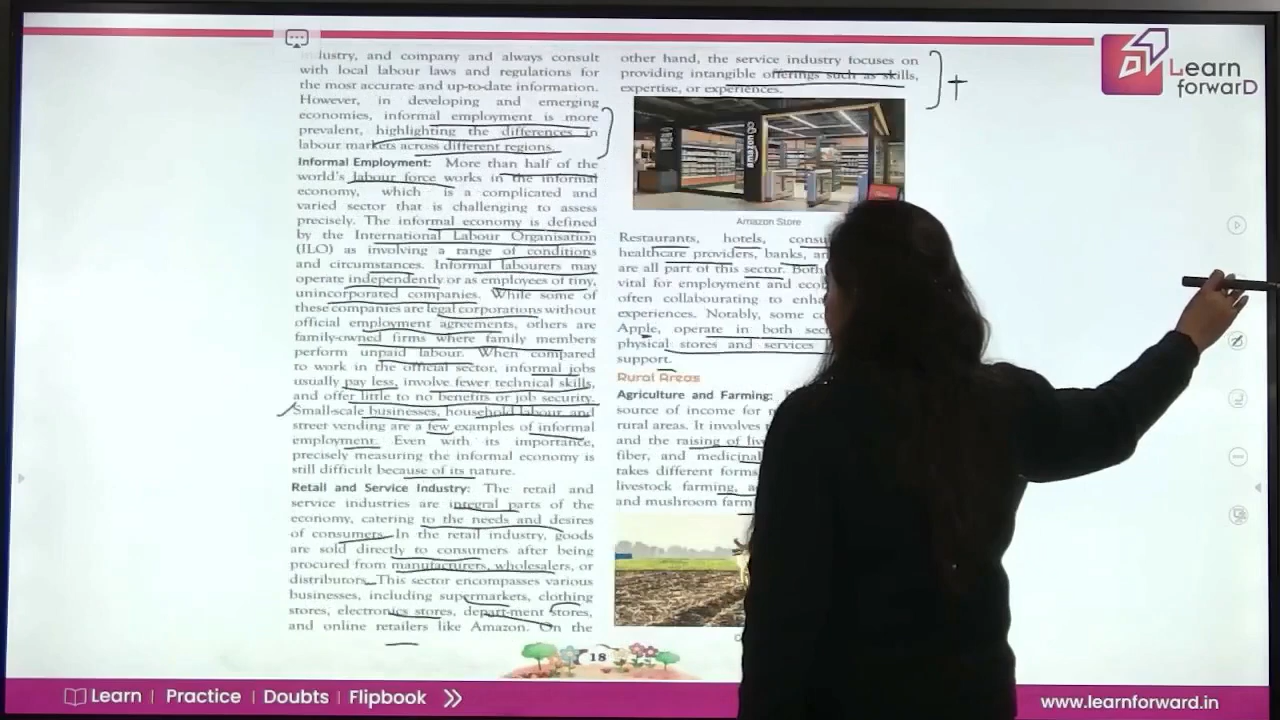 industry, and company and always consult
with local labour laws and regulations for
the most accurate and up-to-date information.
However, in developing and emerging
economies, informal employment is more
prevalent, highlighting the differences in
labour markets across different regions.
Informal Employment: More than half of the
world's labour force works in the informal
economy, which is a complicated and
varied sector that is challenging to assess
precisely. The informal economy is defined
by the International Labour Organisation
(ILO) as involving a range of conditions
and circumstances. Informal labourers may
operate independently or as employees of tiny,
unincorporated companies. While some of
these companies are legal corporations without
official employment agreements, others are
family-owned firms where family members
perform unpaid labour. When compared
to work in the official sector, informal jobs
usually pay less, involve fewer technical skills,
and offer little to no benefits or job security.
Small-scale businesses, household labour and
street vending are a few examples of informal
employment. Even with its importance,
precisely measuring the informal economy is
still difficult because of its nature.
Retail and Service Industry: The retail and
service industries are integral parts of the
economy, catering to the needs and desires
of consumers. In the retail industry, goods
are sold directly to consumers after being
procured from manufacturers, wholesalers, or
distributors. This sector encompasses various
businesses, including supermarkets, clothing
stores, electronics stores, depart-ment stores,
and online retailers like Amazon. On the
other hand, the service industry focuses on
providing intangible offerings such as skills,
expertise, or experiences.
+
amazon go
Amazon Store
Restaurants, hotels,
healthcare providers, banks,
are all part of this sector. Both
vital for employment and
often collabourating to
experiences. Notably, some
Apple, operate in both
physical stores and services
support.
Rural Areas
Agriculture and Farming:
source of income for
rural areas. It involves
and the raising of
fiber, and medicinal
takes different forms
livestock farming,
and mushroom
18
Learn
forwarD
Learn | Practice | Doubts | Flipbook
www.learnforward.in